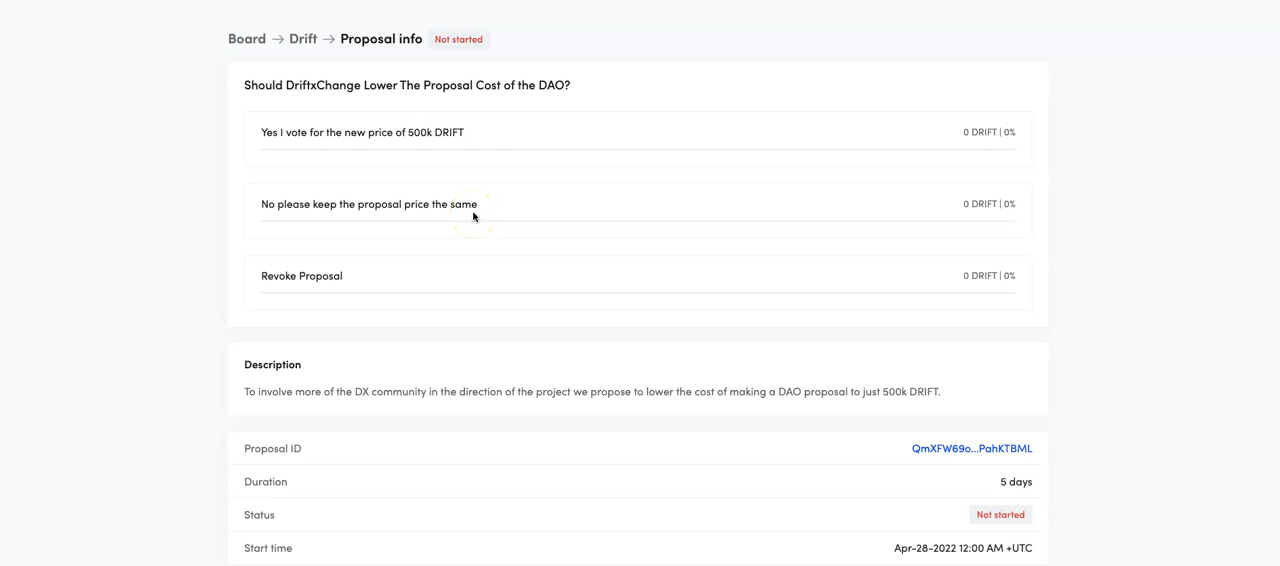 Board → Drift → Proposal info Not started
Should DriftxChange Lower The Proposal Cost of the DAO?
Yes I vote for the new price of 500k DRIFT 0 DRIFT | 0%
No please keep the proposal price the same 0 DRIFT | 0%
Revoke Proposal 0 DRIFT | 0%
Description
To involve more of the DX community in the direction of the project we propose to lower the cost of making a DAO proposal to just 500k DRIFT.
Proposal ID QmXFW69o...PahKTBML
Duration 5 days
Status Not started
Start time Apr-28-2022 12:00 AM +UTC